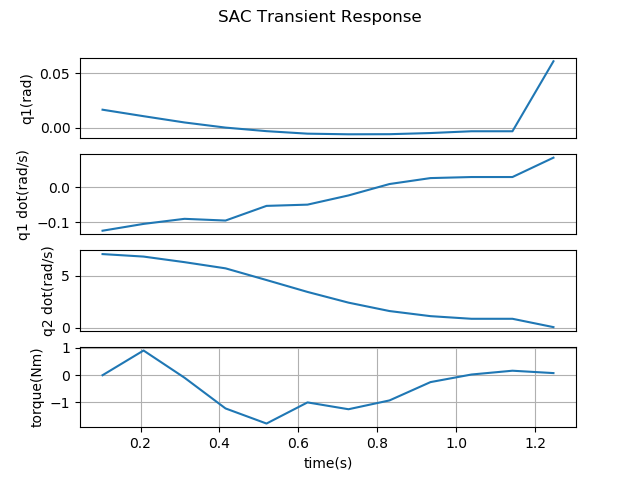 SAC Transient Response
q1(rad)
0.05
0.00
q1 dot(rad/s)
0.0
−0.1
q2 dot(rad/s)
5
0
torque(Nm)
1
0
−1
0.2 0.4 0.6 0.8 1.0 1.2
time(s)